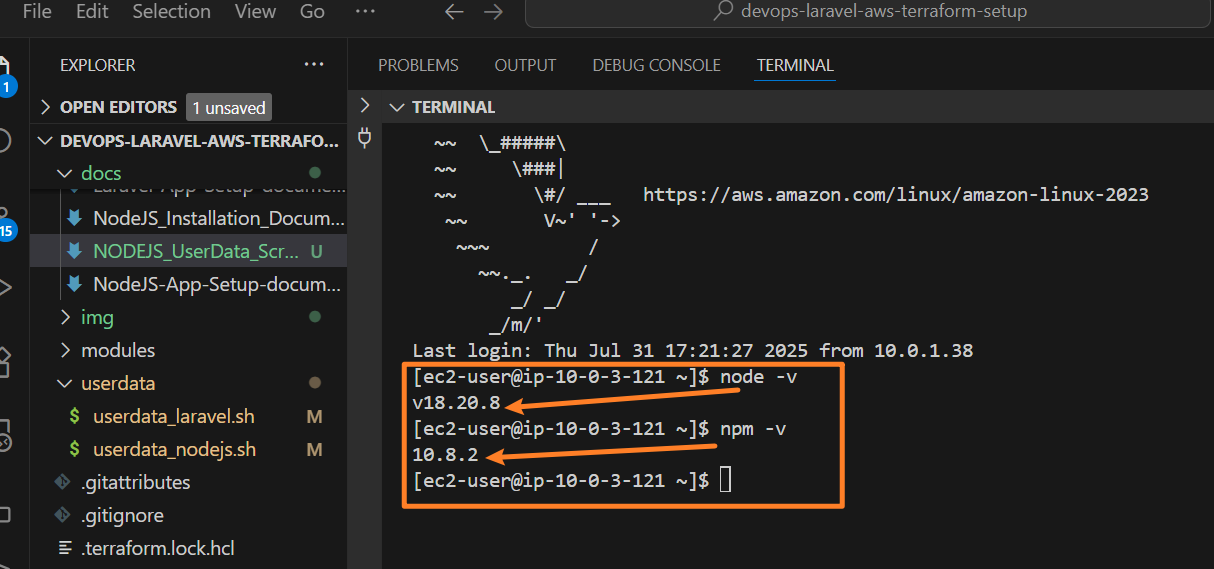 File Edit Selection View Go ··· devops-laravel-aws-terraform-setup
EXPLORER ···
OPEN EDITORS 1 unsaved
DEVOPS-LARAVEL-AWS-TERRAFO...
docs
NodeJS_Installation_Docum...
NODEJS_UserData_Scr... U
NodeJS-App-Setup-docum...
img
modules
userdata
$ userdata_laravel.sh M
$ userdata_nodejs.sh M
.gitattributes
.gitignore
.terraform.lock.hcl
1
15
PROBLEMS OUTPUT DEBUG CONSOLE TERMINAL
TERMINAL
~~  \_#####\
~~     \###|
~~       \#/ ___   https://aws.amazon.com/linux/amazon-linux-2023
~~       V~' '->
~~~         /
~~._.   _/
_/ _/
_/m/'
Last login: Thu Jul 31 17:21:27 2025 from 10.0.1.38
[ec2-user@ip-10-0-3-121 ~]$ node -v
v18.20.8
[ec2-user@ip-10-0-3-121 ~]$ npm -v
10.8.2
[ec2-user@ip-10-0-3-121 ~]$